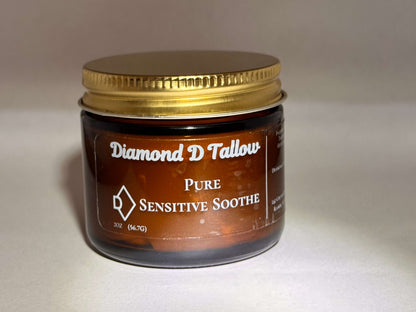 Diamond D Tallow
Pure
D Sensitive Soothe
2oz (56.7g)